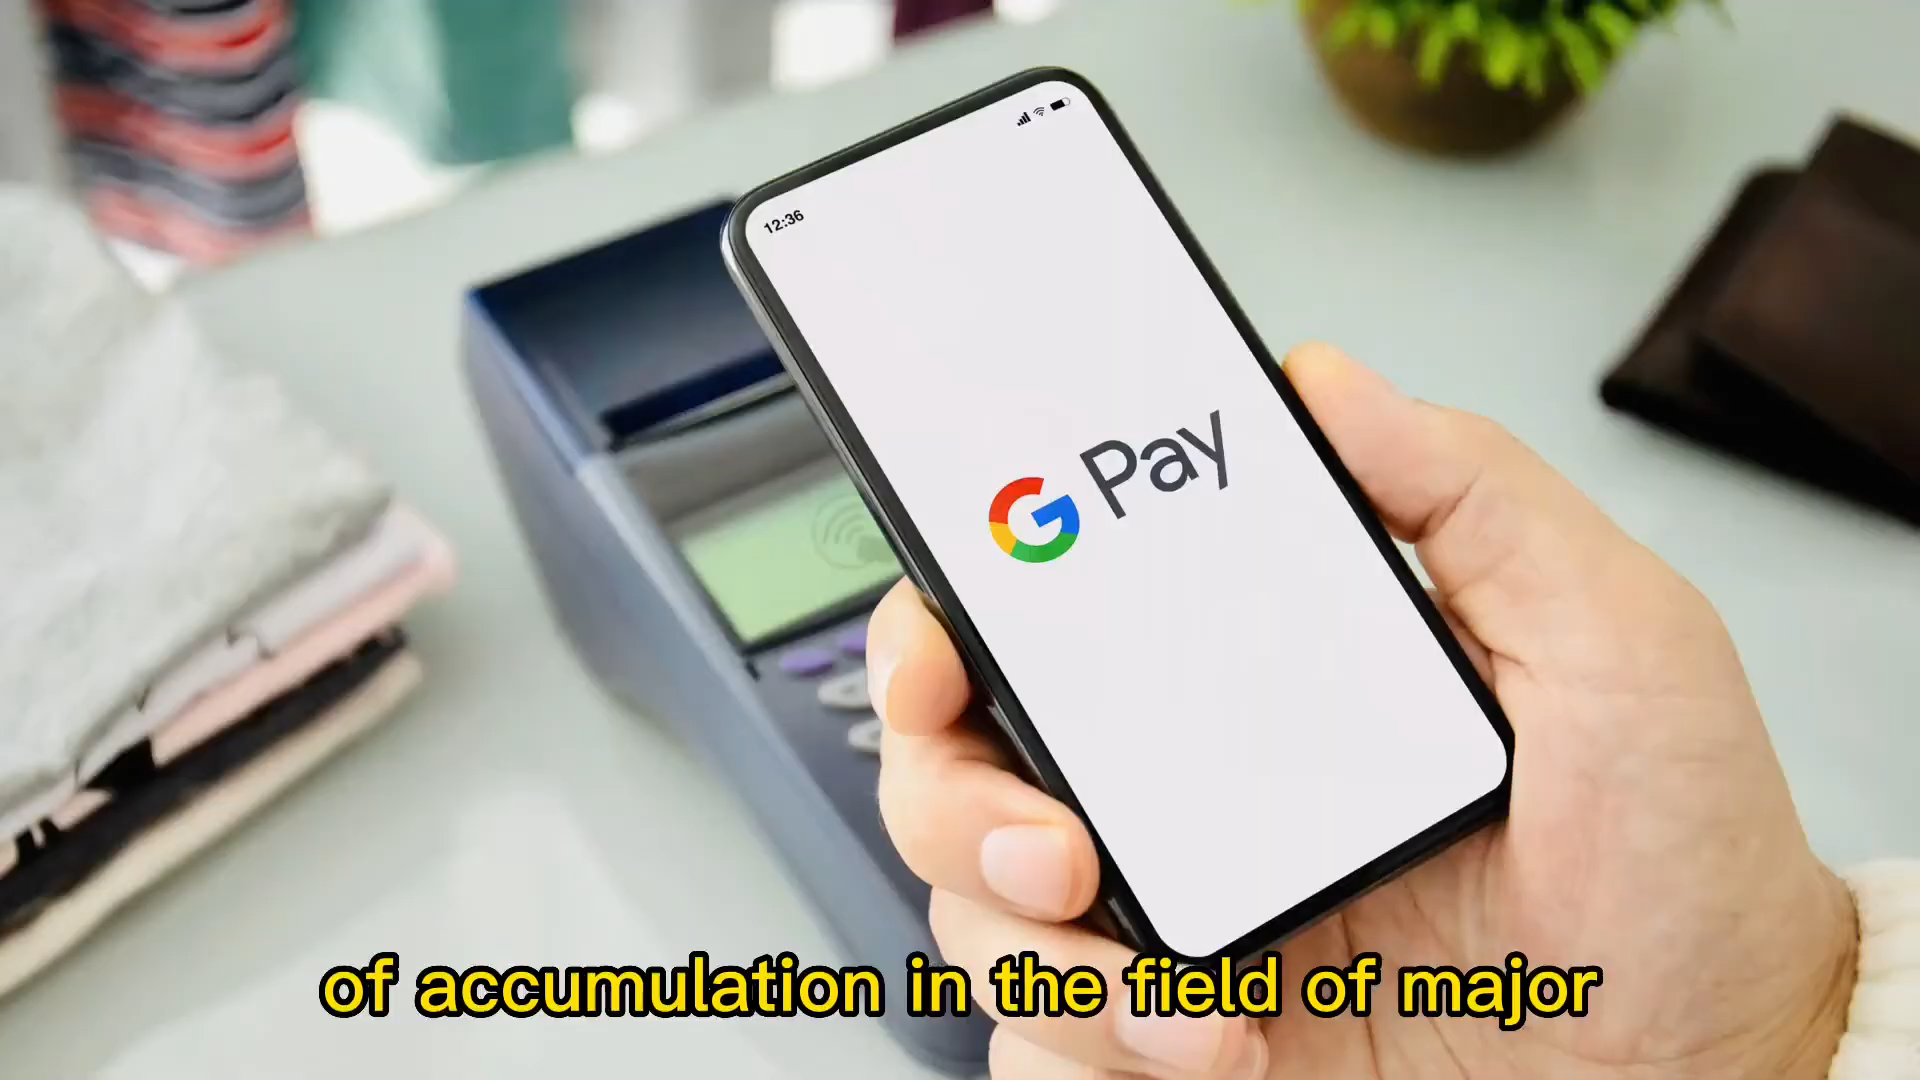 12:36
G Pay
of accumulation in the field of major